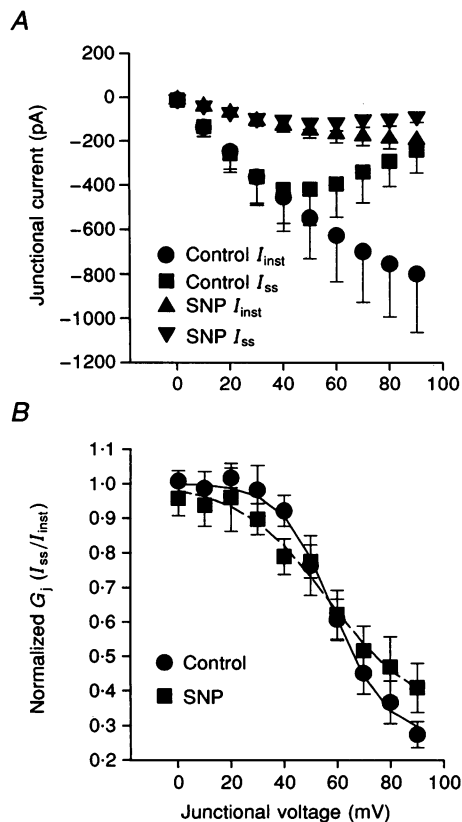 A
200
0
−200
−400
−600
−800
−1000
−1200
Junctional current (pA)
Control Iinst
Control Iss
SNP Iinst
SNP Iss
0 20 40 60 80 100
B
1·1
1·0
0·9
0·8
0·7
0·6
0·5
0·4
0·3
0·2
Normalized Gj (Iss/Iinst)
Control
SNP
0 20 40 60 80 100
Junctional voltage (mV)